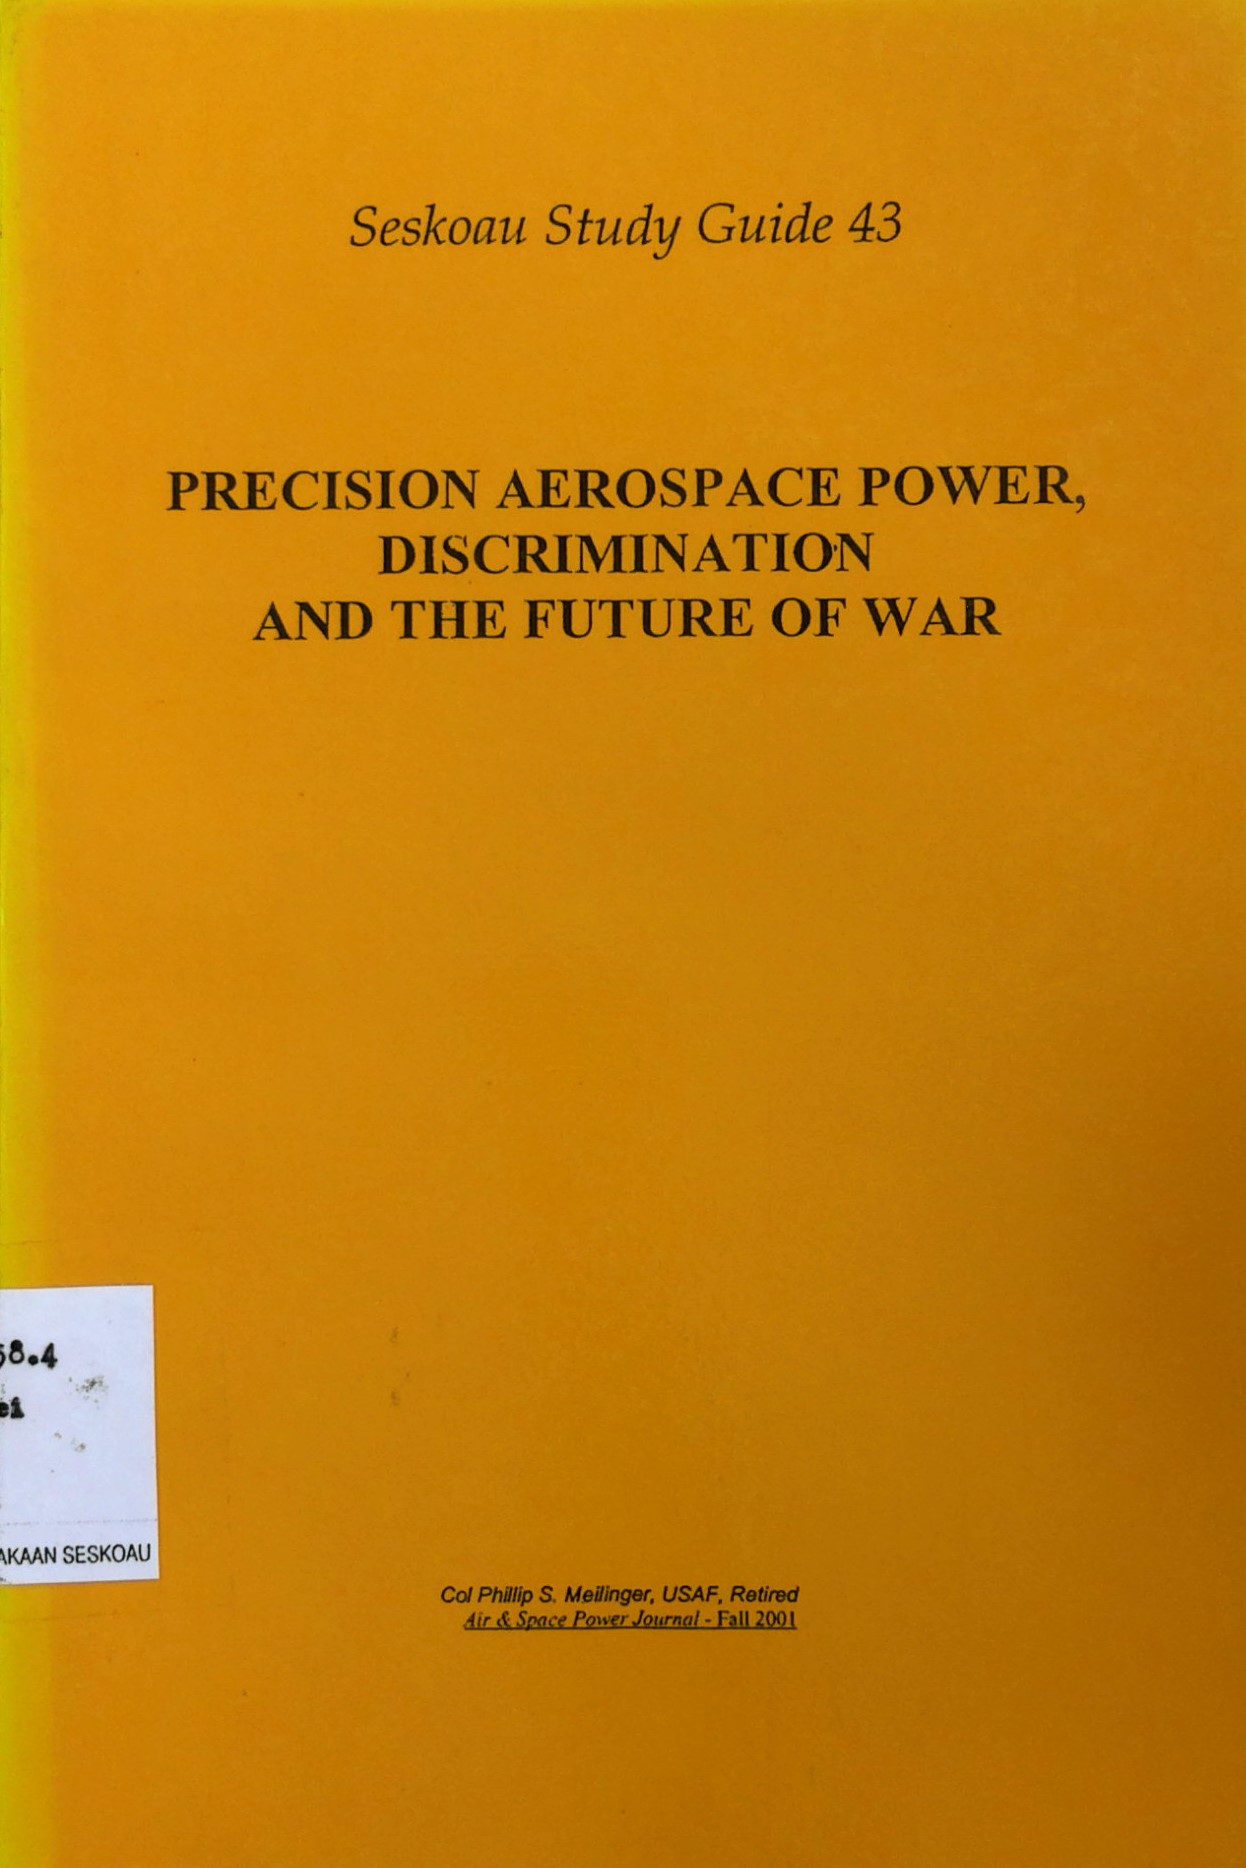 Seskoau Study Guide 43
PRECISION AEROSPACE POWER,
DISCRIMINATION
AND THE FUTURE OF WAR
58.4
ei
AKAAN SESKOAU
Col Phillip S. Meilinger, USAF, Retired
Air & Space Power Journal - Fall 2001